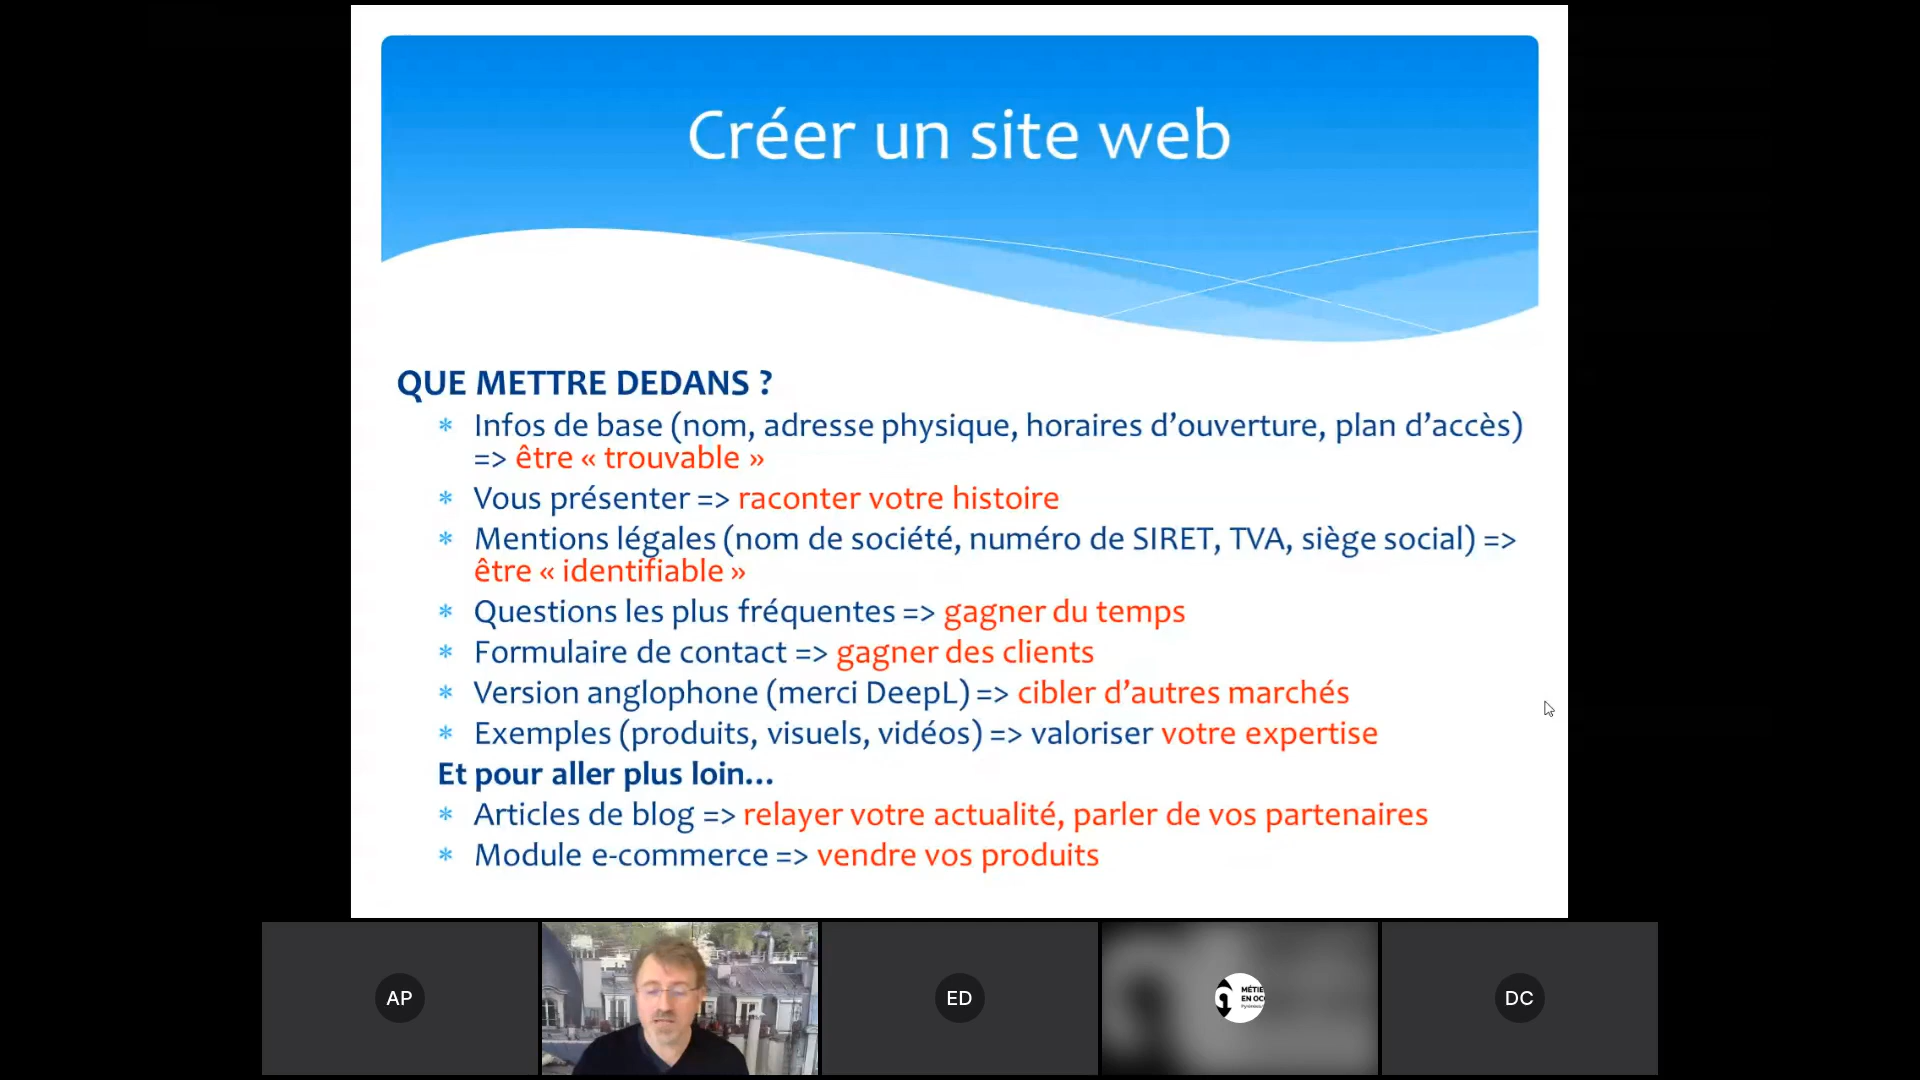 Créer un site web
QUE METTRE DEDANS ?
* Infos de base (nom, adresse physique, horaires d’ouverture, plan d’accès)
=> être « trouvable »
* Vous présenter => raconter votre histoire
* Mentions légales (nom de société, numéro de SIRET, TVA, siège social) =>
être « identifiable »
* Questions les plus fréquentes => gagner du temps
* Formulaire de contact => gagner des clients
* Version anglophone (merci DeepL) => cibler d’autres marchés
* Exemples (produits, visuels, vidéos) => valoriser votre expertise
Et pour aller plus loin...
* Articles de blog => relayer votre actualité, parler de vos partenaires
* Module e-commerce => vendre vos produits
AP
ED
MÉTIE
EN OC
DC